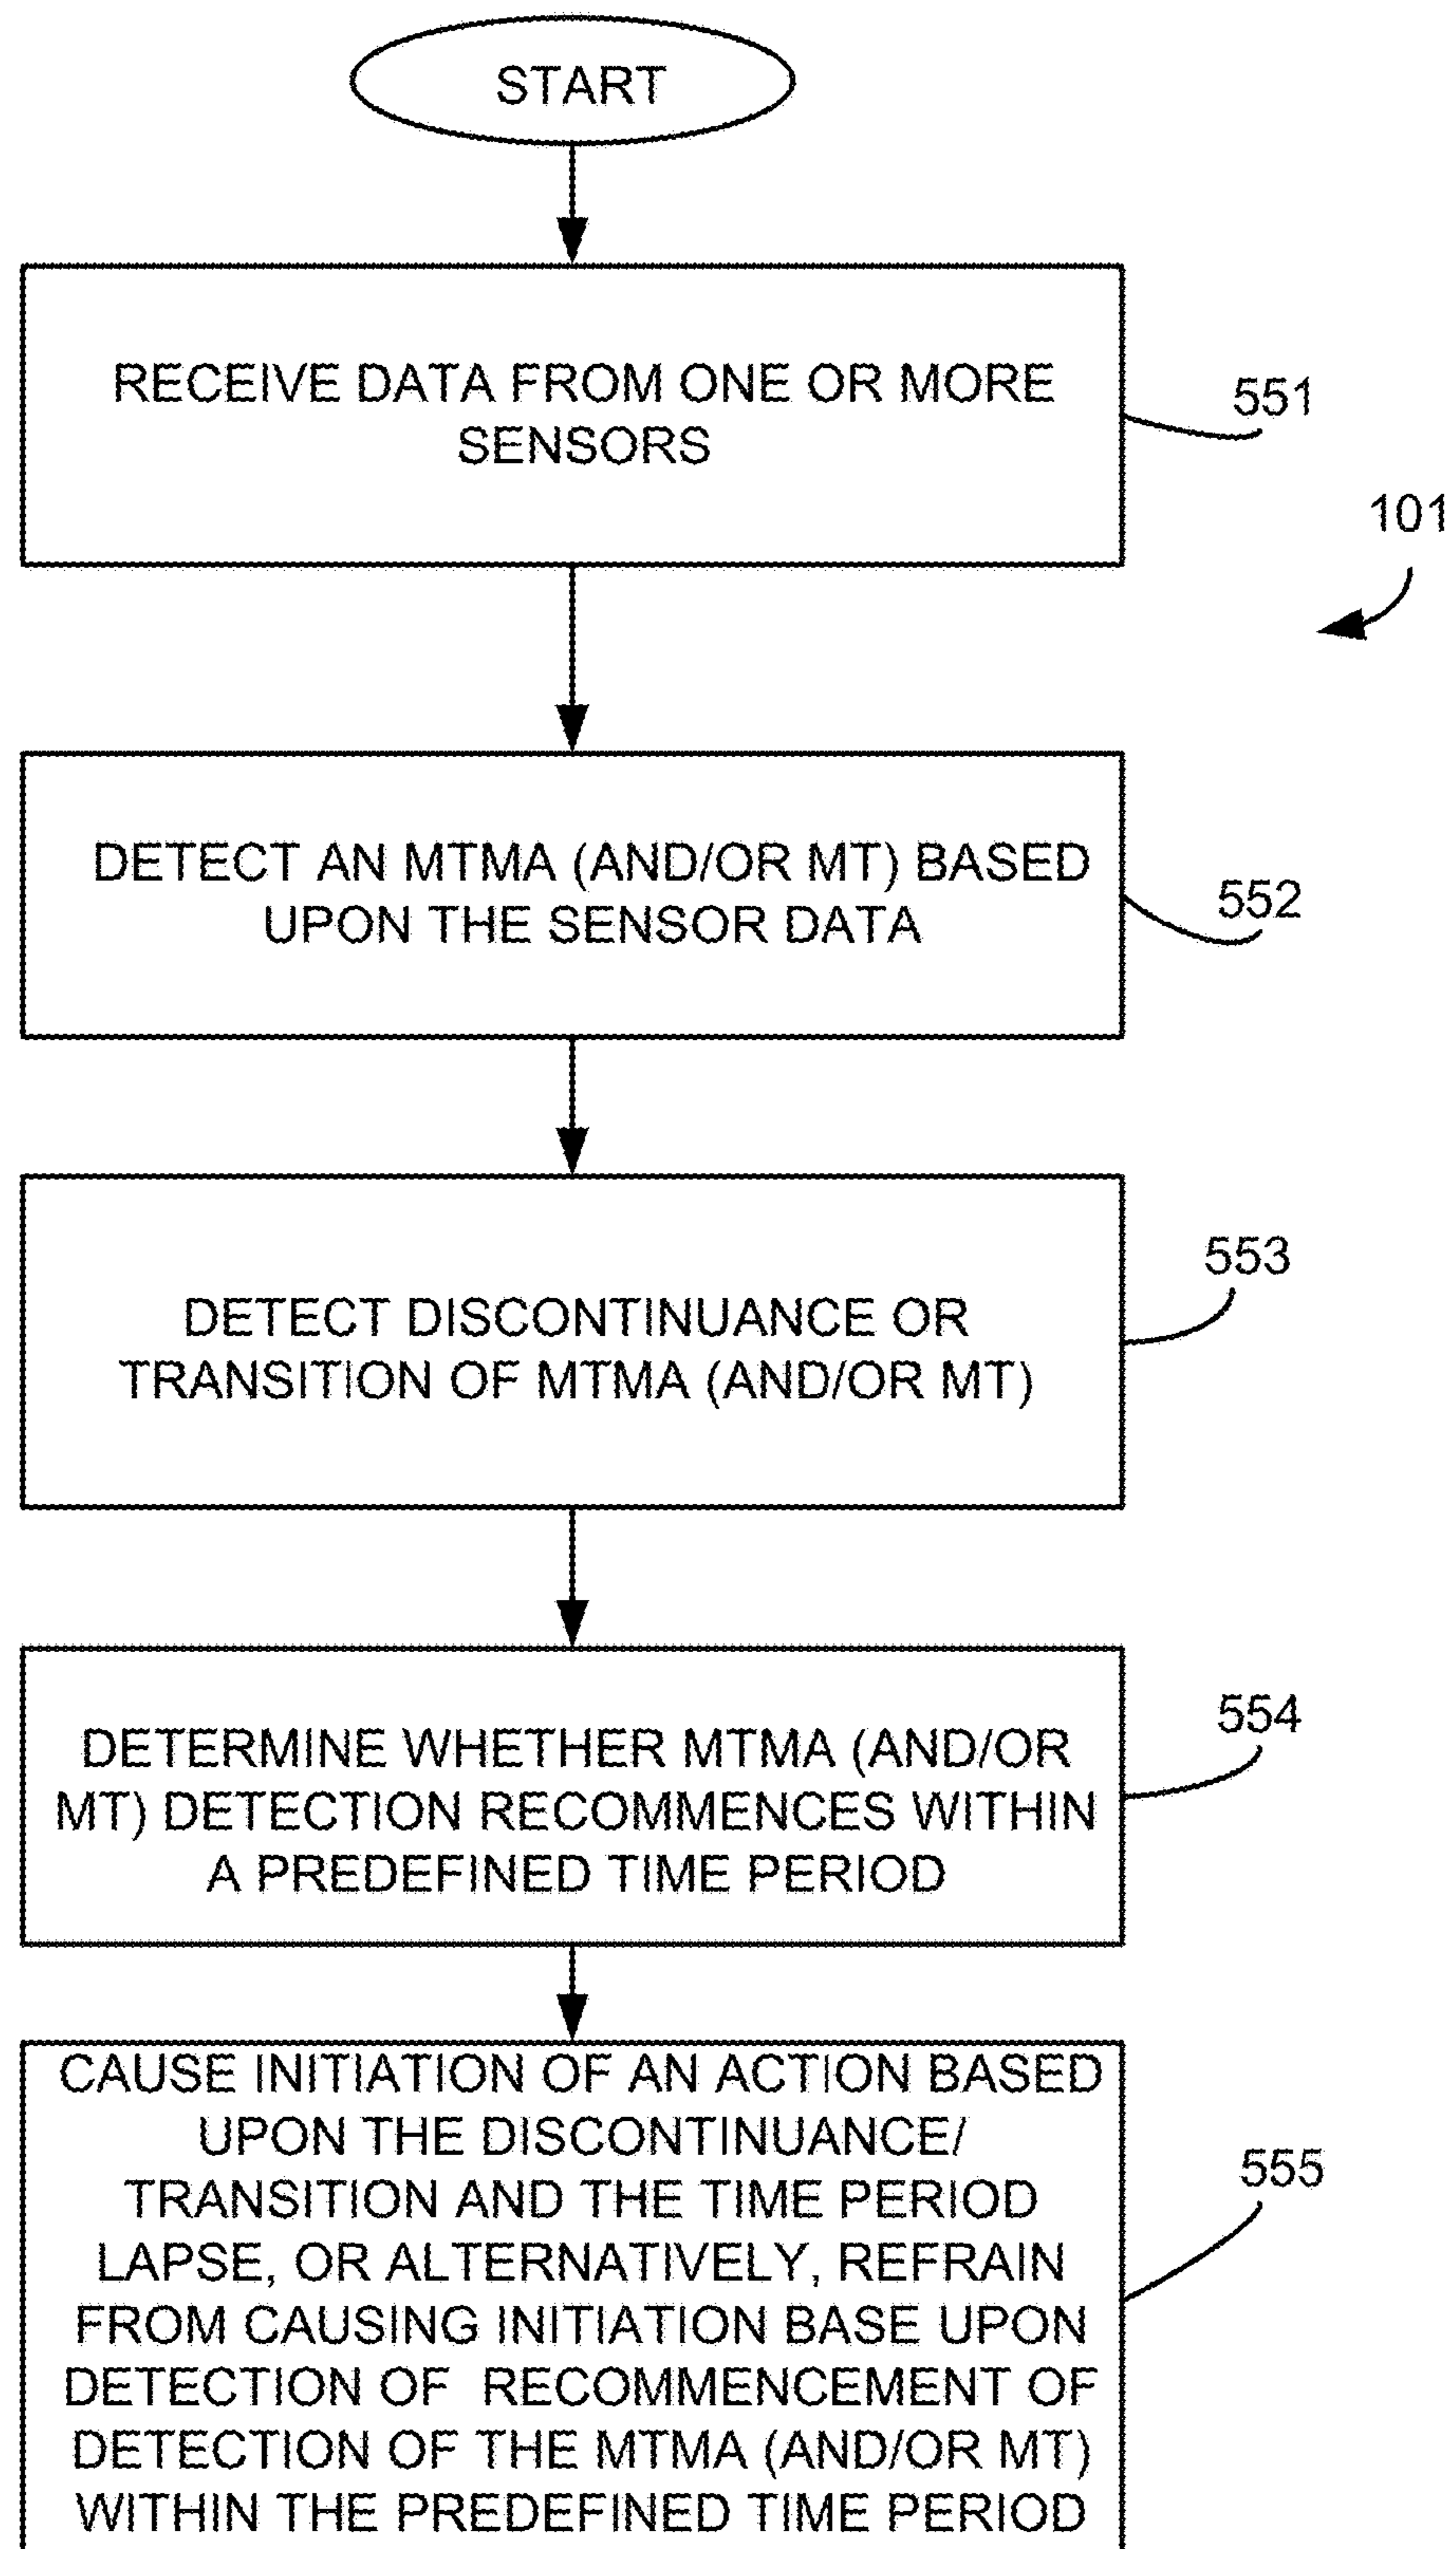 START
RECEIVE DATA FROM ONE OR MORE
SENSORS
551
101
DETECT AN MTMA (AND/OR MT) BASED
UPON THE SENSOR DATA
552
DETECT DISCONTINUANCE OR
TRANSITION OF MTMA (AND/OR MT)
553
DETERMINE WHETHER MTMA (AND/OR
MT) DETECTION RECOMMENCES WITHIN
A PREDEFINED TIME PERIOD
554
CAUSE INITIATION OF AN ACTION BASED
UPON THE DISCONTINUANCE/
TRANSITION AND THE TIME PERIOD
LAPSE, OR ALTERNATIVELY, REFRAIN
FROM CAUSING INITIATION BASE UPON
DETECTION OF RECOMMENCEMENT OF
DETECTION OF THE MTMA (AND/OR MT)
WITHIN THE PREDEFINED TIME PERIOD
555